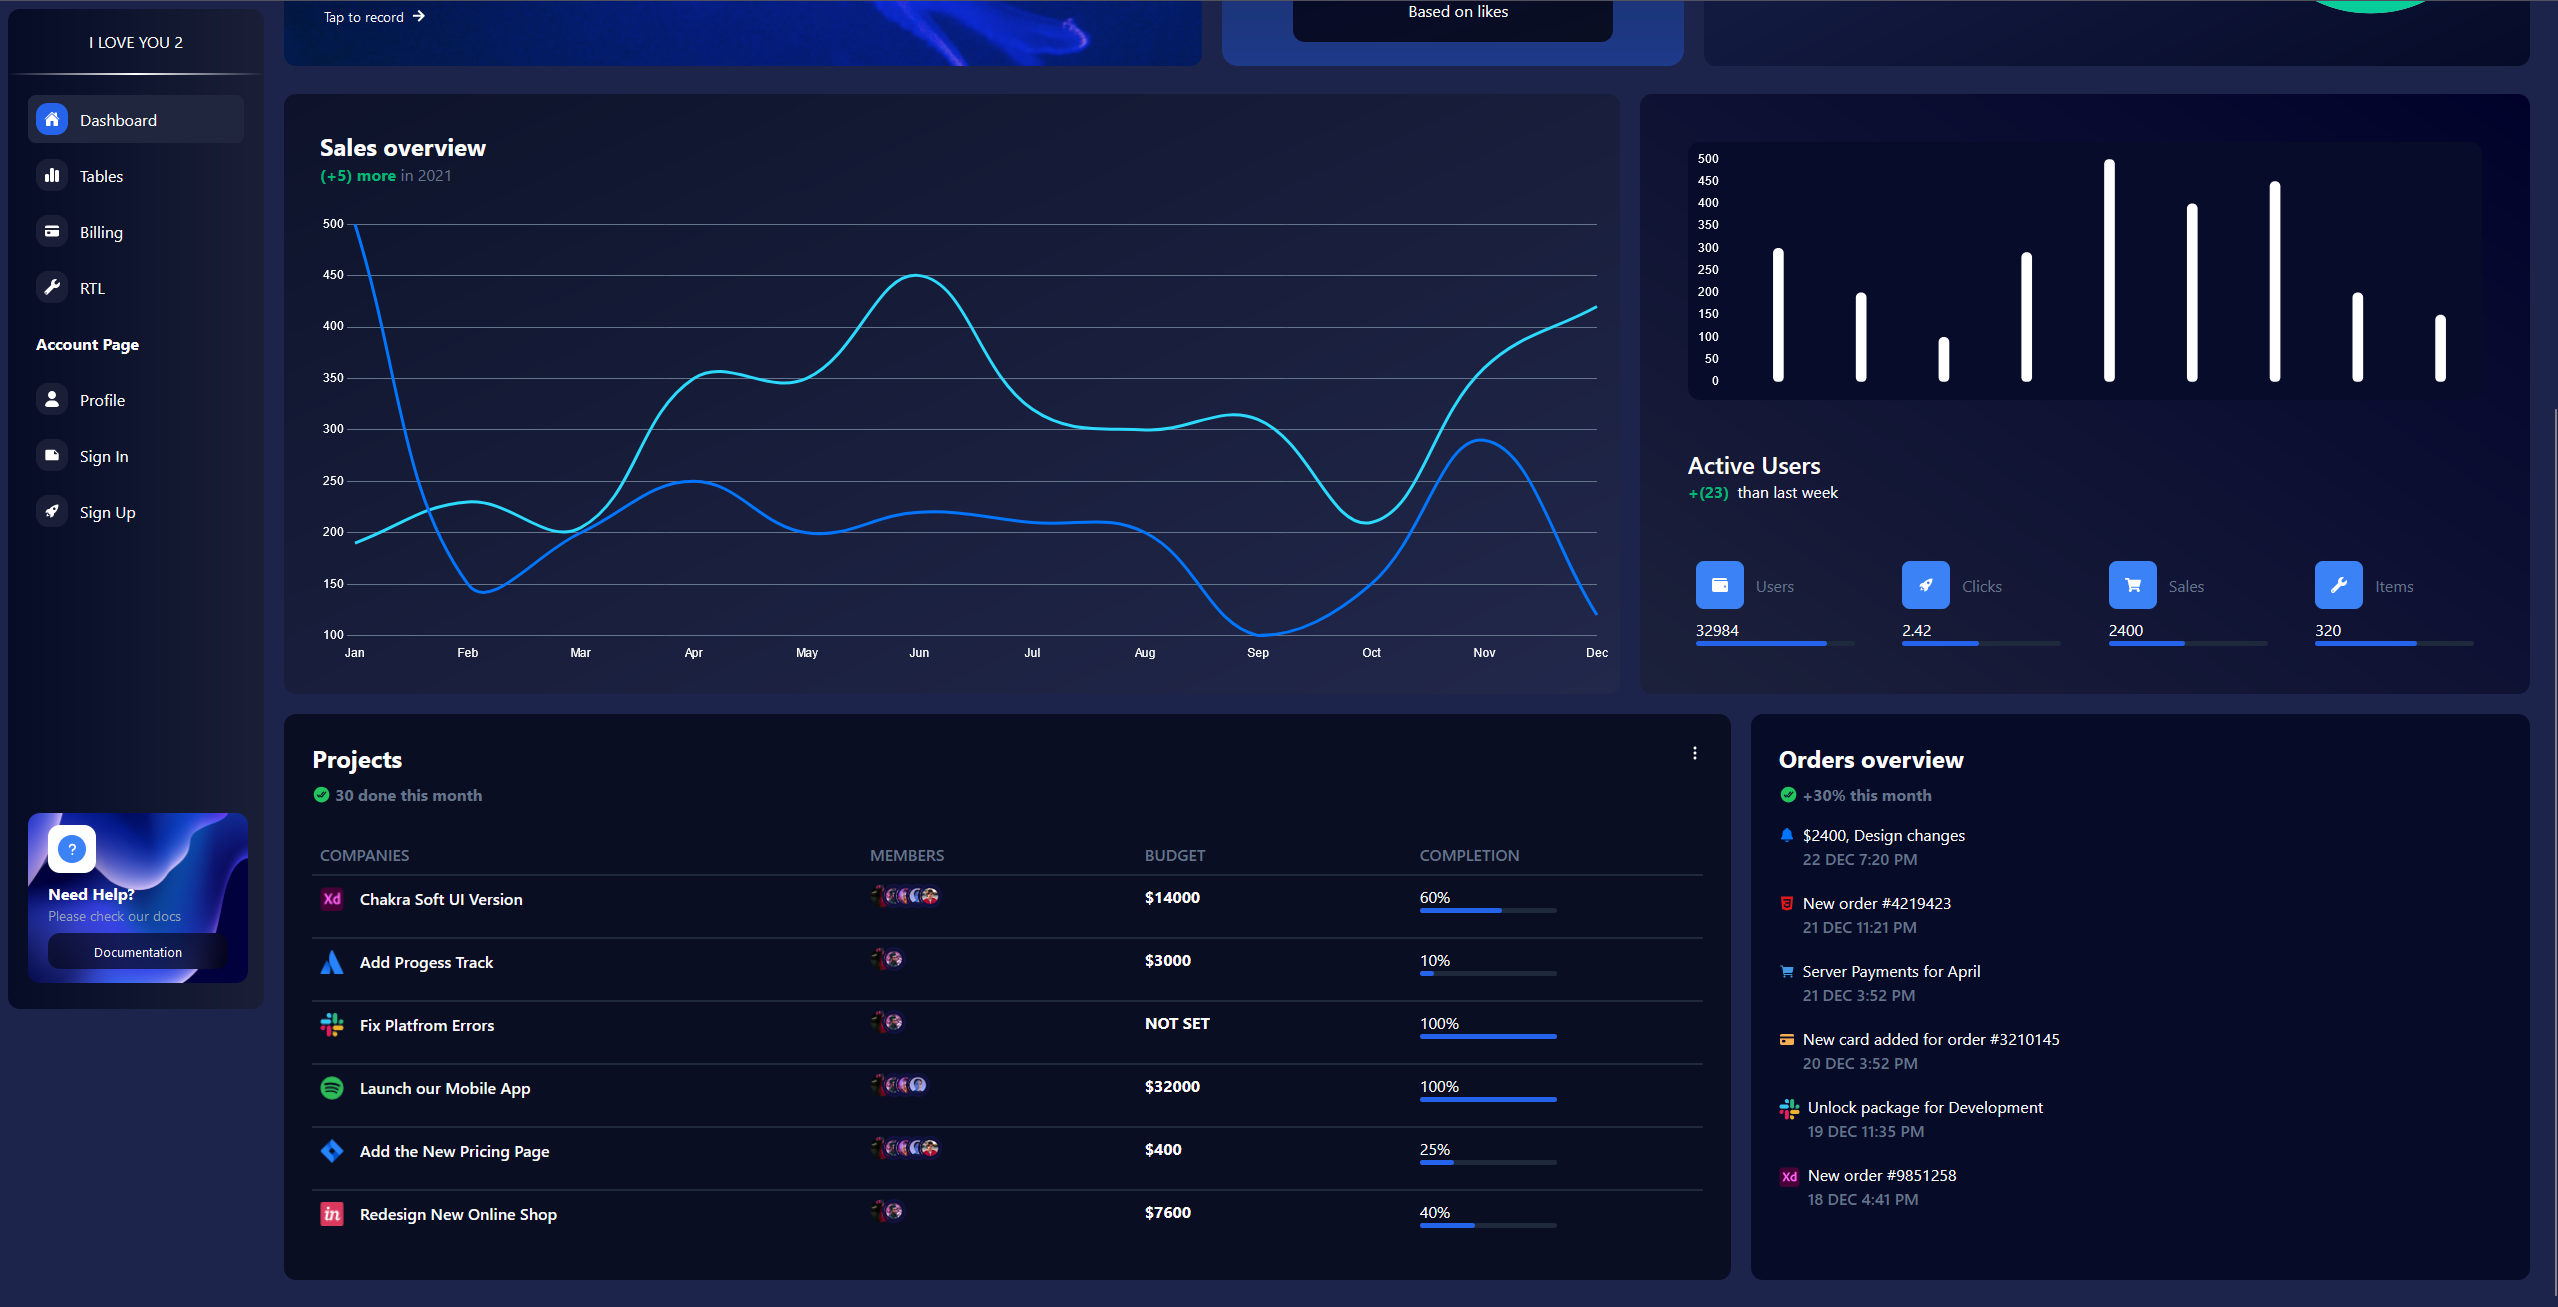 I LOVE YOU 2
Dashboard
Tables
Billing
RTL
Account Page
Profile
Sign In
Sign Up
?
Need Help?
Please check our docs
Documentation
Tap to record
Based on likes
Sales overview
(+5) more in 2021
500
450
400
350
300
250
200
150
100
Jan Feb Mar Apr May Jun Jul Aug Sep Oct Nov Dec
500
450
400
350
300
250
200
150
100
50
0
Active Users
+(23) than last week
Users Clicks Sales Items
32984 2.42 2400 320
Projects
30 done this month
COMPANIES MEMBERS BUDGET COMPLETION
Xd Chakra Soft UI Version $14000 60%
Add Progess Track $3000 10%
Fix Platfrom Errors NOT SET 100%
Launch our Mobile App $32000 100%
Add the New Pricing Page $400 25%
in Redesign New Online Shop $7600 40%
Orders overview
+30% this month
$2400, Design changes
22 DEC 7:20 PM
New order #4219423
21 DEC 11:21 PM
Server Payments for April
21 DEC 3:52 PM
New card added for order #3210145
20 DEC 3:52 PM
Unlock package for Development
19 DEC 11:35 PM
Xd New order #9851258
18 DEC 4:41 PM